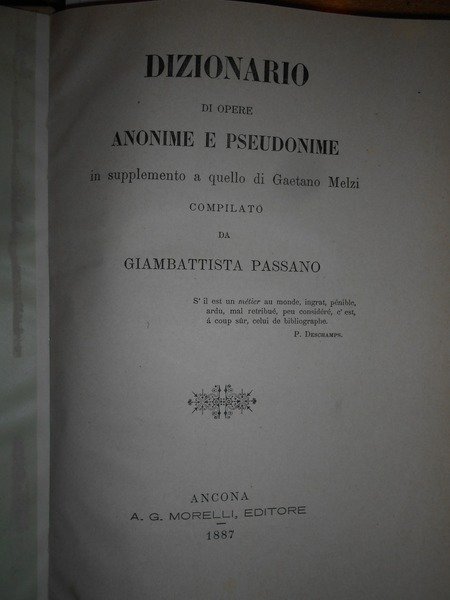 DIZIONARIO
DI OPERE
ANONIME E PSEUDONIME
in supplemento a quello di Gaetano Melzi
COMPILATO
DA
GIAMBATTISTA PASSANO
S' il est un métier au monde, ingrat, pénible,
ardu, mal retribué, peu considéré, c' est,
á coup sûr, celui de bibliographe.
P. DESCHAMPS.
ANCONA
A. G. MORELLI, EDITORE
1887